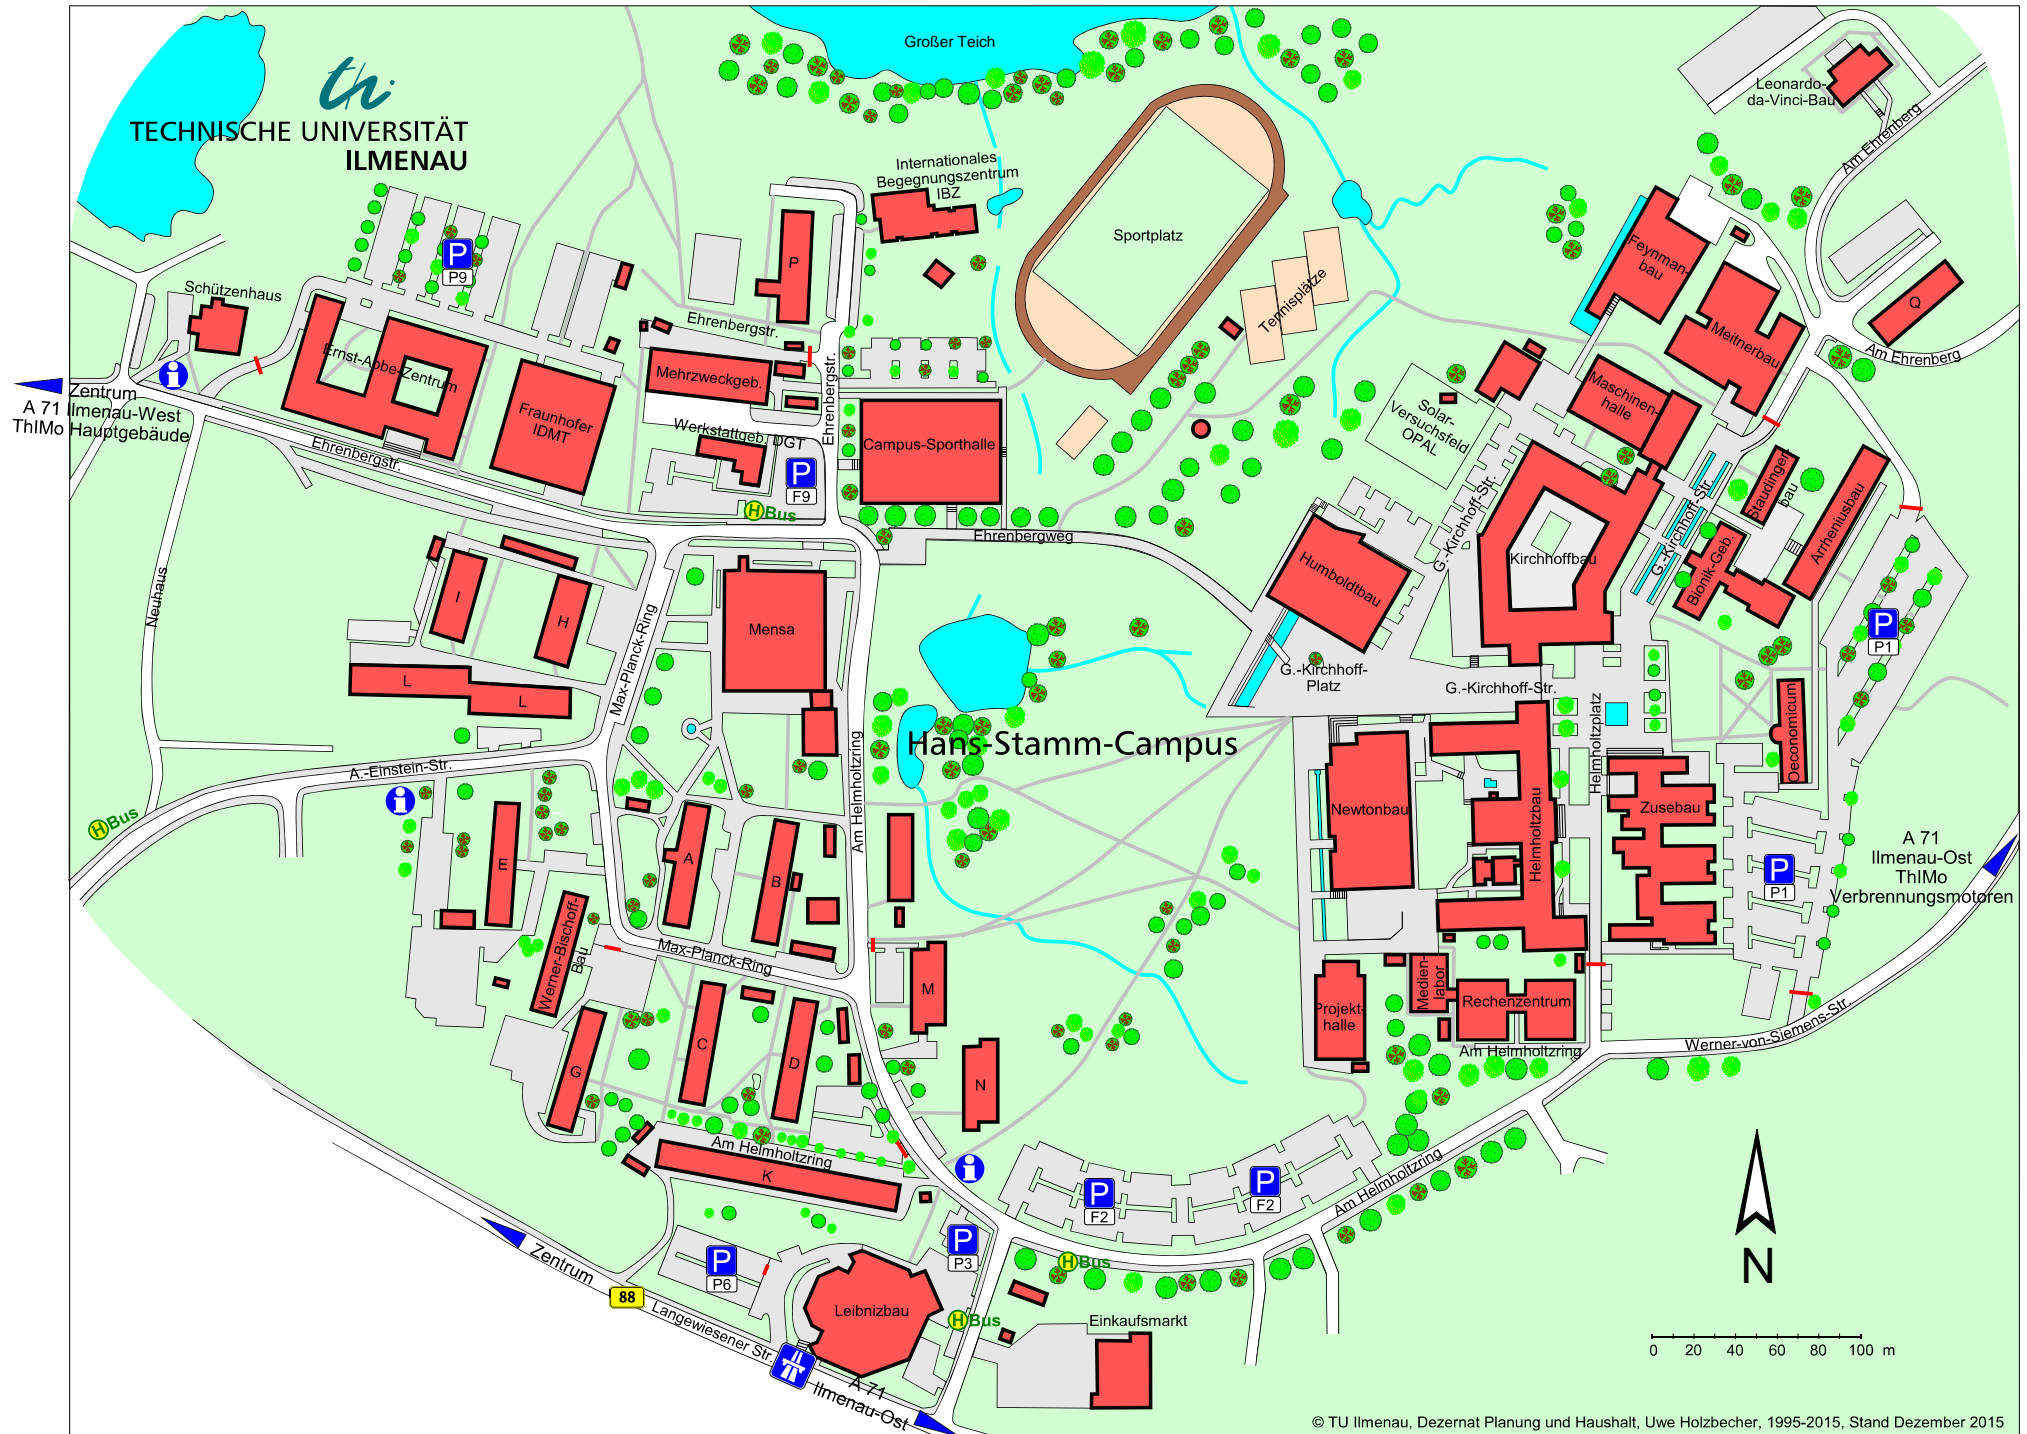 Großer Teich
TECHNISCHE UNIVERSITÄT
ILMENAU
Leonardo-
da-Vinci-Bau
Am Ehrenberg
Internationales
Begegnungszentrum
IBZ
Sportplatz
Tennisplätze
P
P9
P
Schützenhaus
Ehrenbergstr.
Ernst-Abbe-Zentrum
Fraunhofer
IDMT
Mehrzweckgeb.
Ehrenbergstr.
Werkstattgeb. DGT
P
F9
Campus-Sporthalle
H Bus
Zentrum
A 71 Ilmenau-West
ThIMo Hauptgebäude
Ehrenbergstr.
Neuhaus
Ehrenbergweg
Feynman-
bau
Meitnerbau
Q
Am Ehrenberg
Maschinen-
halle
Solar-
Versuchsfeld
OPAL
Staudinger-
bau
Arrheniusbau
G.-Kirchhoff-Str.
G.-Kirchhoff-Str.
Kirchhoffbau
Humboldtbau
Bionik-Geb.
P
P1
I
H
L
L
Max-Planck-Ring
Mensa
G.-Kirchhoff-
Platz
G.-Kirchhoff-Str.
Helmholtzplatz
Oeconomicum
Hans-Stamm-Campus
A.-Einstein-Str.
H Bus
Am Helmholtzring
E
A
B
Newtonbau
Helmholtzbau
Zusebau
P
P1
A 71
Ilmenau-Ost
ThIMo
Verbrennungsmotoren
Werner-Bischoff-
Bau
Max-Planck-Ring
M
Projekt-
halle
Medien-
labor
Rechenzentrum
Am Helmholtzring
Werner-von-Siemens-Str.
C
D
G
N
Am Helmholtzring
K
P
F2
P
F2
Am Helmholtzring
P
P3
P
P6
H Bus
H Bus
Zentrum
88
Langewiesener Str.
Leibnizbau
A 71
Ilmenau-Ost
Einkaufsmarkt
N
0 20 40 60 80 100 m
© TU Ilmenau, Dezernat Planung und Haushalt, Uwe Holzbecher, 1995-2015, Stand Dezember 2015